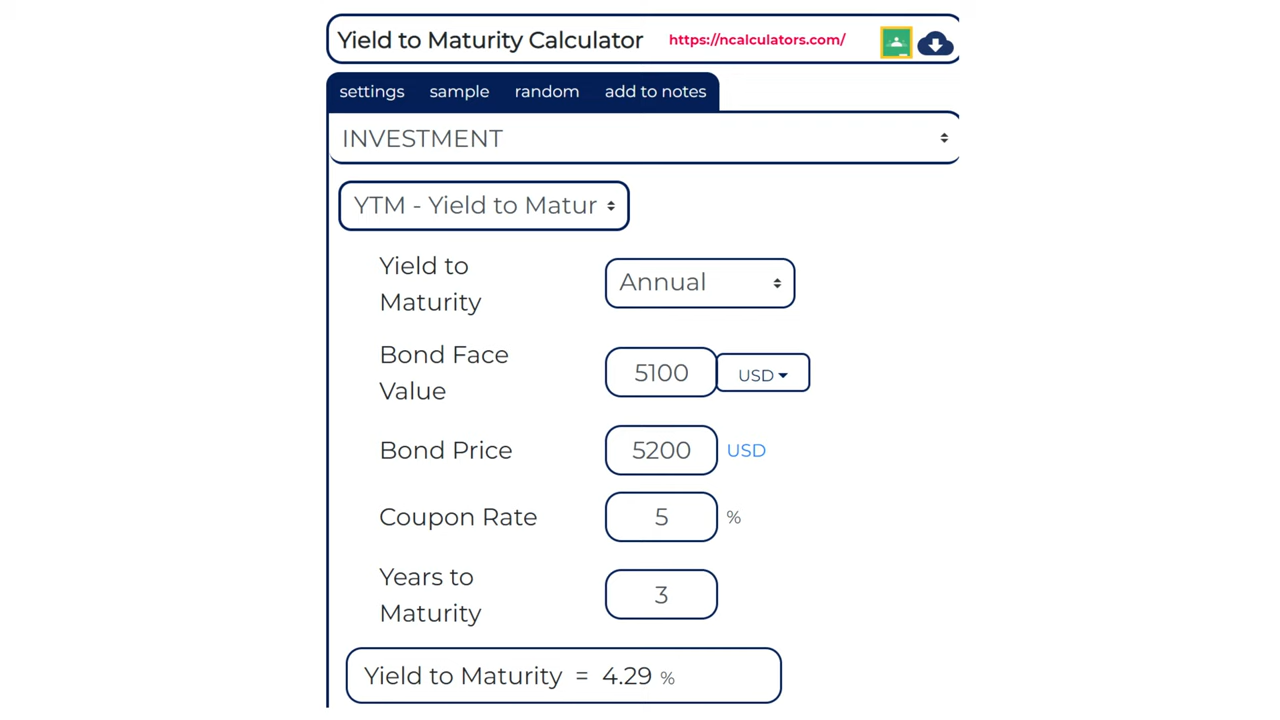 Yield to Maturity Calculator https://ncalculators.com/
settings sample random add to notes
INVESTMENT
YTM - Yield to Matur
Yield to
Maturity
Annual
Bond Face
Value
5100 USD
Bond Price 5200 USD
Coupon Rate 5 %
Years to
Maturity
3
Yield to Maturity = 4.29 %